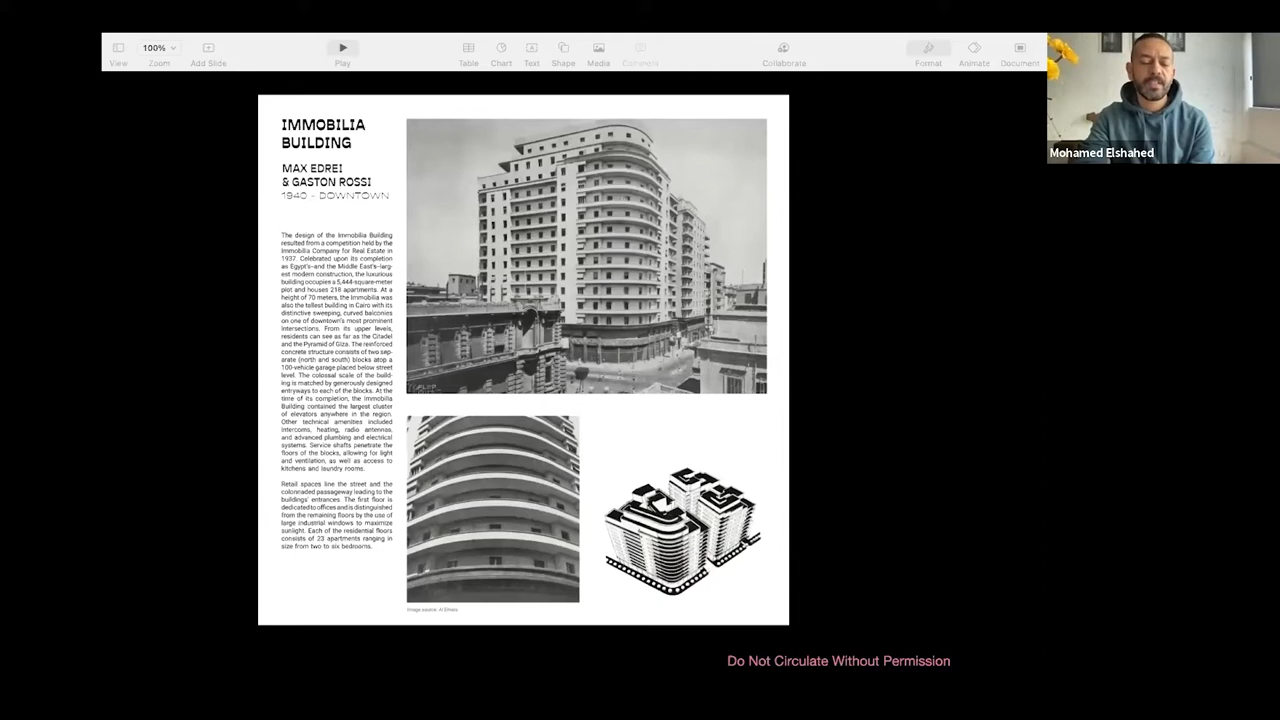 100%
View
Zoom
Add Slide
Play
Table
Chart
Text
Shape
Media
Comment
Collaborate
Format
Animate
Document
Mohamed Elshahed
IMMOBILIA
BUILDING
MAX EDREI
& GASTON ROSSI
1940 - DOWNTOWN
The design of the Immobilia Building
resulted from a competition held by the
Immobilia Company for Real Estate in
1937. Celebrated upon its completion
as Egypt's–and the Middle East's–larg-
est modern construction, the luxurious
building occupies a 5,444-square-meter
plot and houses 218 apartments. At a
height of 70 meters, the Immobilia was
also the tallest building in Cairo with its
distinctive sweeping, curved balconies
on one of downtown's most prominent
intersections. From its upper levels,
residents can see as far as the Citadel
and the Pyramid of Giza. The reinforced
concrete structure consists of two sep-
arate (north and south) blocks atop a
100-vehicle garage placed below street
level. The colossal scale of the build-
ing is matched by generously designed
entryways to each of the blocks. At the
time of its completion, the Immobilia
Building contained the largest cluster
of elevators anywhere in the region.
Other technical amenities included
intercoms, heating, radio antennas,
and advanced plumbing and electrical
systems. Service shafts penetrate the
floors of the blocks, allowing for light
and ventilation, as well as access to
kitchens and laundry rooms.
Retail spaces line the street and the
colonnaded passageway leading to the
buildings' entrances. The first floor is
dedicated to offices and is distinguished
from the remaining floors by the use of
large industrial windows to maximize
sunlight. Each of the residential floors
consists of 23 apartments ranging in
size from two to six bedrooms.
Image source: Al Emara
Do Not Circulate Without Permission